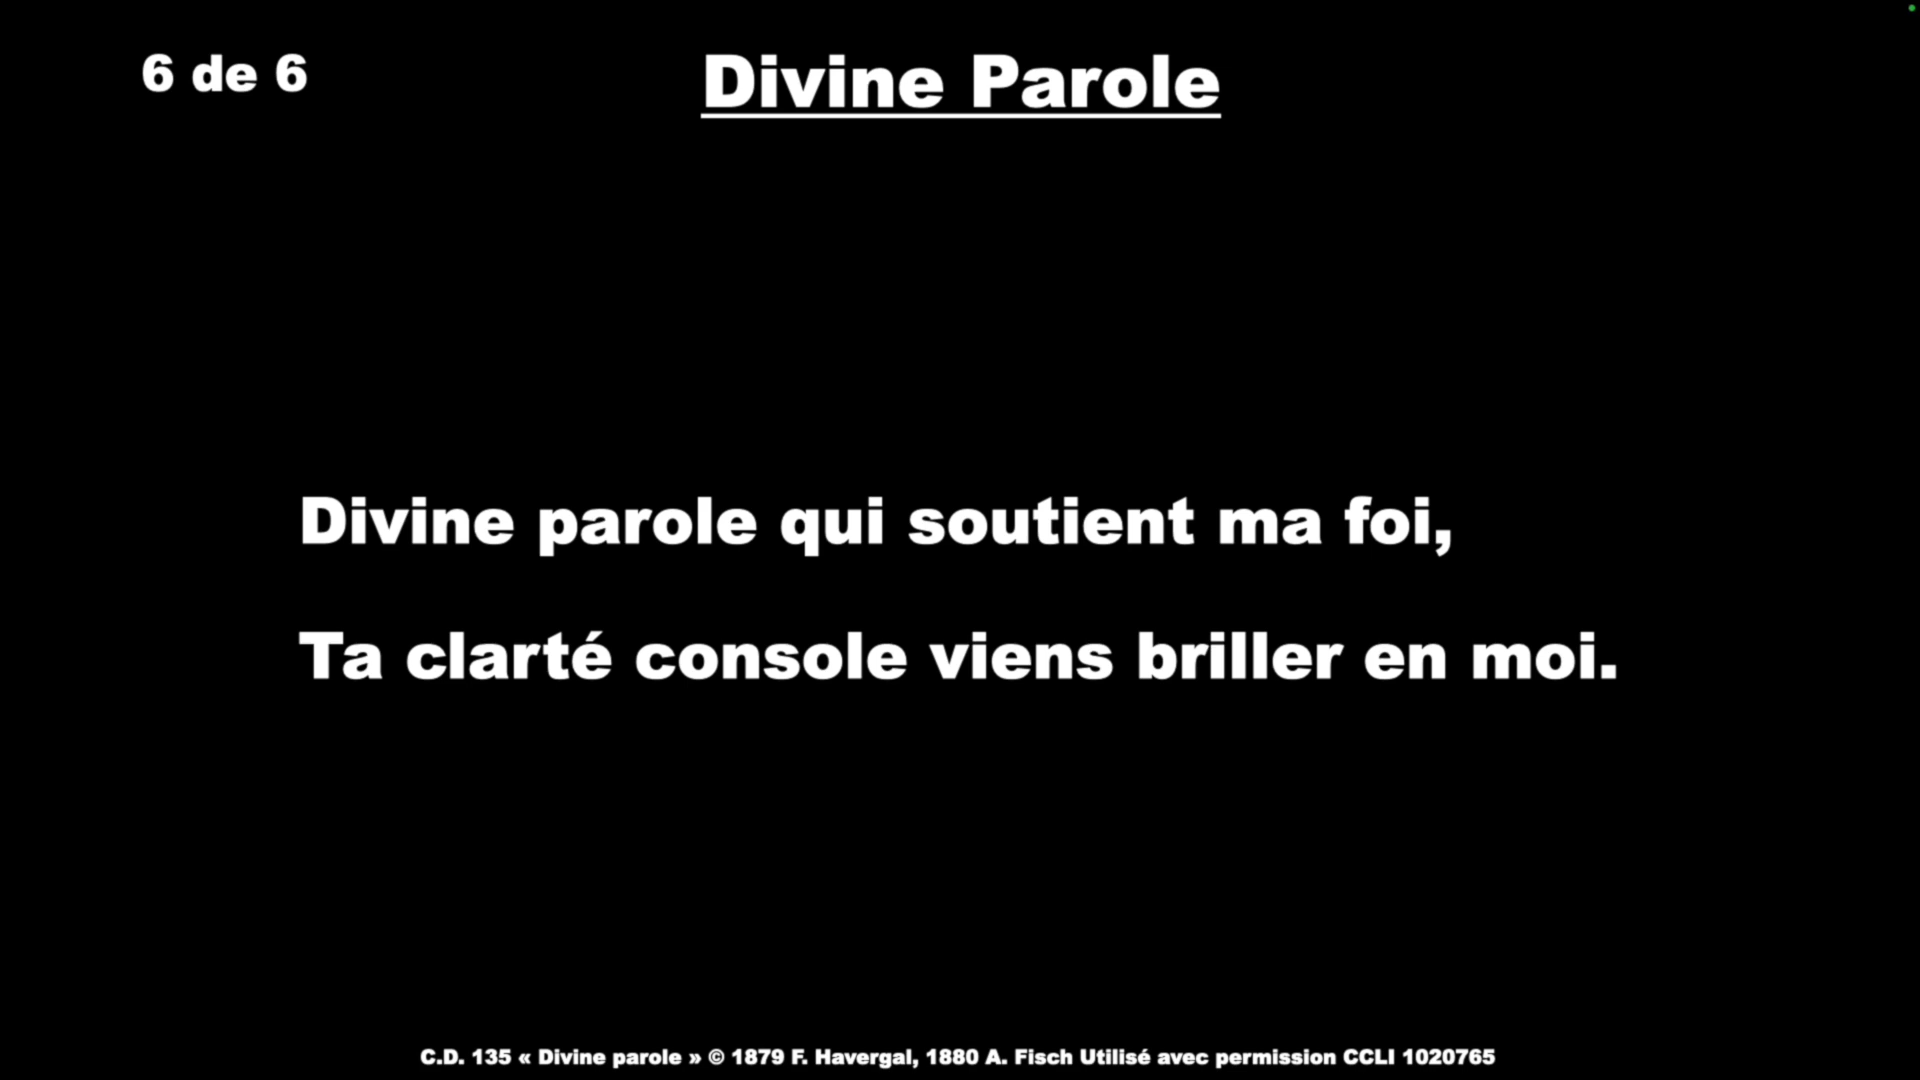 6 de 6
Divine Parole
Divine parole qui soutient ma foi,
Ta clarté console viens briller en moi.
C.D. 135 « Divine parole » © 1879 F. Havergal, 1880 A. Fisch Utilisé avec permission CCLI 1020765